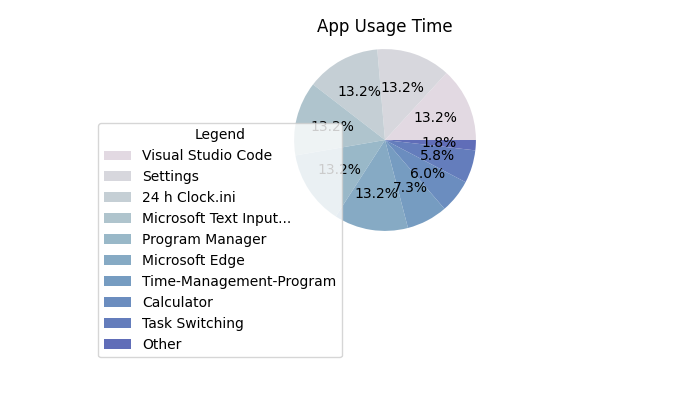 App Usage Time
13.2%
13.2%
13.2%
13.2%
13.2%
13.2%
7.3%
6.0%
5.8%
1.8%
Legend
Visual Studio Code
Settings
24 h Clock.ini
Microsoft Text Input...
Program Manager
Microsoft Edge
Time-Management-Program
Calculator
Task Switching
Other